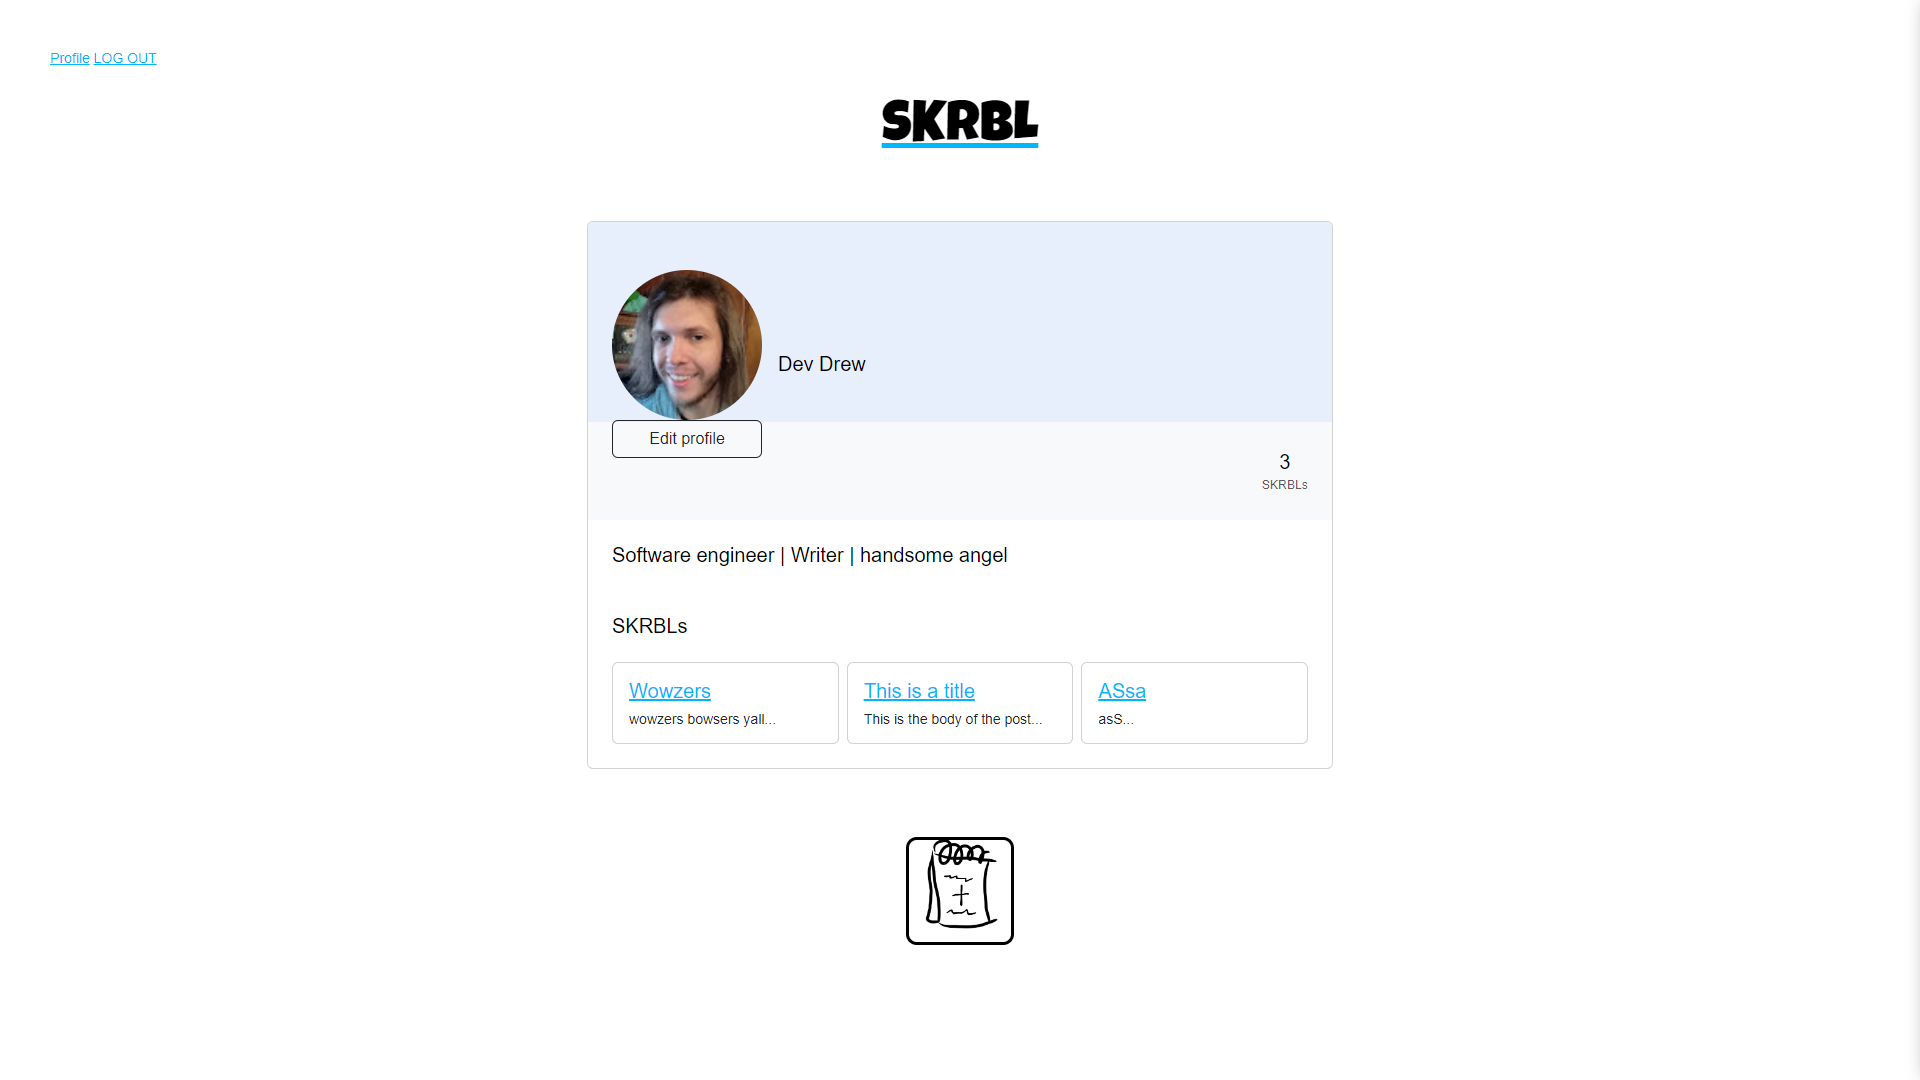 Profile LOG OUT
SKRBL
Dev Drew
Edit profile
3
SKRBLs
Software engineer | Writer | handsome angel
SKRBLs
Wowzers
wowzers bowsers yall...
This is a title
This is the body of the post...
ASsa
asS...